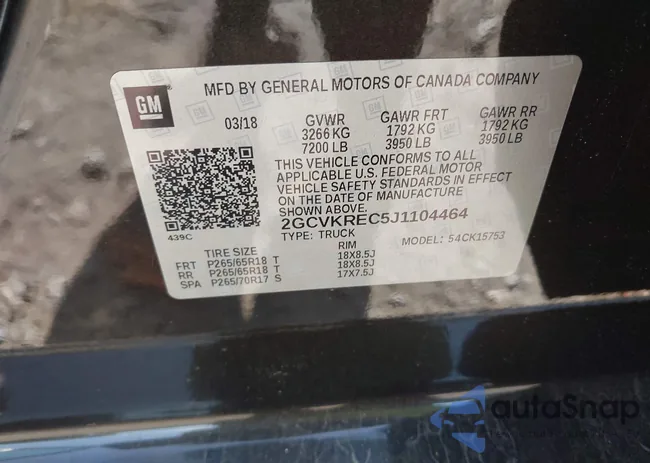 MFD BY GENERAL MOTORS OF CANADA COMPANY
GM
03/18 GVWR GAWR FRT GAWR RR
3266 KG 1792 KG 1792 KG
7200 LB 3950 LB 3950 LB
THIS VEHICLE CONFORMS TO ALL
APPLICABLE U.S. FEDERAL MOTOR
VEHICLE SAFETY STANDARDS IN EFFECT
ON THE DATE OF MANUFACTURE
SHOWN ABOVE.
439C
2GCVKREC5J1104464
TYPE: TRUCK MODEL: 54CK15753
TIRE SIZE RIM
FRT P265/65R18 T 18X8.5J
RR P265/65R18 T 18X8.5J
SPA P265/70R17 S 17X7.5J
autoSnap